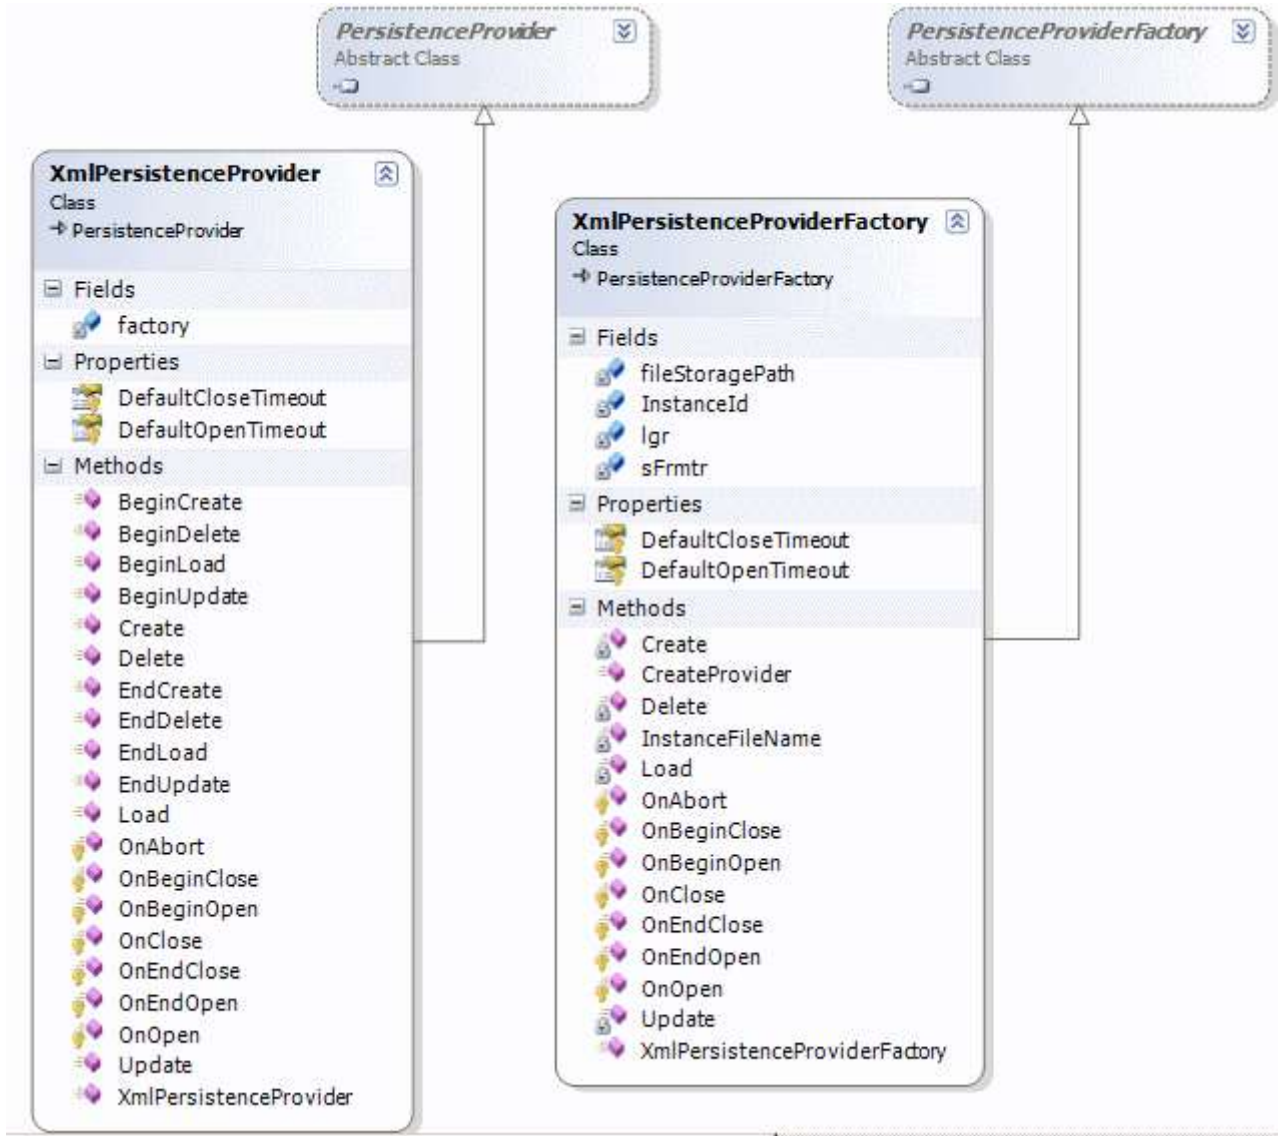 PersistenceProvider
Abstract Class
PersistenceProviderFactory
Abstract Class
XmlPersistenceProvider
Class
PersistenceProvider
Fields
factory
Properties
DefaultCloseTimeout
DefaultOpenTimeout
Methods
BeginCreate
BeginDelete
BeginLoad
BeginUpdate
Create
Delete
EndCreate
EndDelete
EndLoad
EndUpdate
Load
OnAbort
OnBeginClose
OnBeginOpen
OnClose
OnEndClose
OnEndOpen
OnOpen
Update
XmlPersistenceProvider
XmlPersistenceProviderFactory
Class
PersistenceProviderFactory
Fields
fileStoragePath
InstanceId
lgr
sFrmtr
Properties
DefaultCloseTimeout
DefaultOpenTimeout
Methods
Create
CreateProvider
Delete
InstanceFileName
Load
OnAbort
OnBeginClose
OnBeginOpen
OnClose
OnEndClose
OnEndOpen
OnOpen
Update
XmlPersistenceProviderFactory